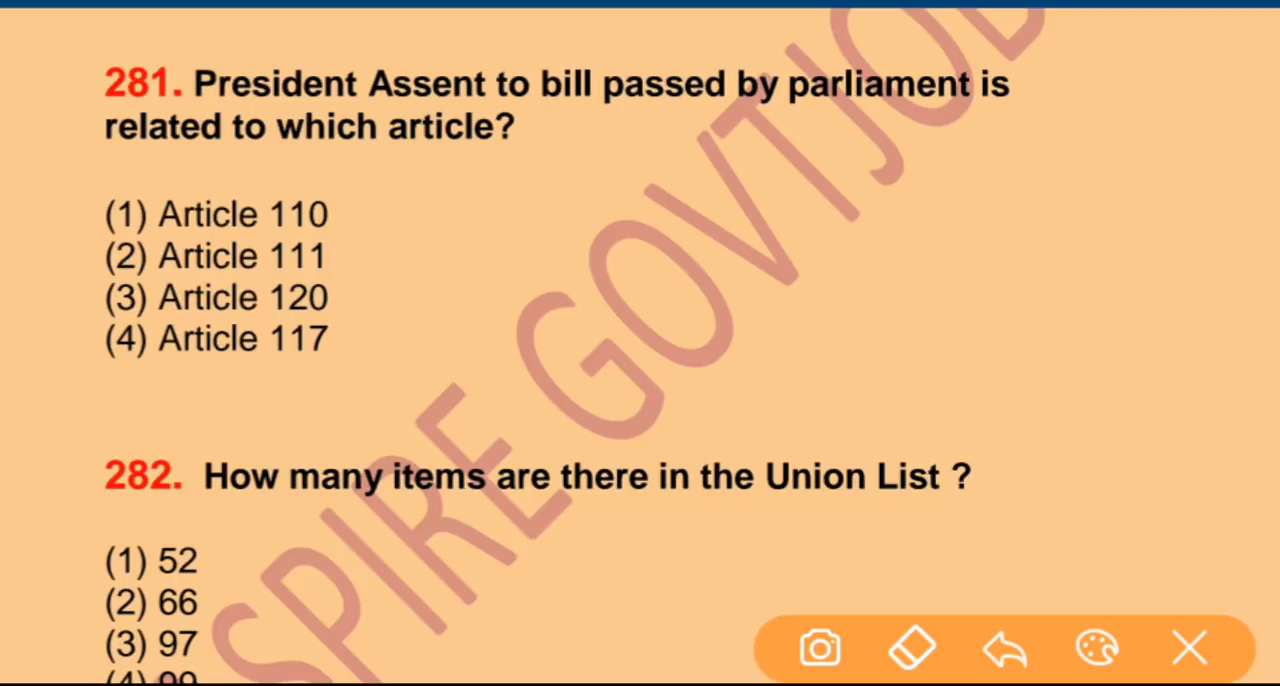 281. President Assent to bill passed by parliament is
related to which article?
(1) Article 110
(2) Article 111
(3) Article 120
(4) Article 117
282. How many items are there in the Union List ?
(1) 52
(2) 66
(3) 97
SPIRE GOVT JOB